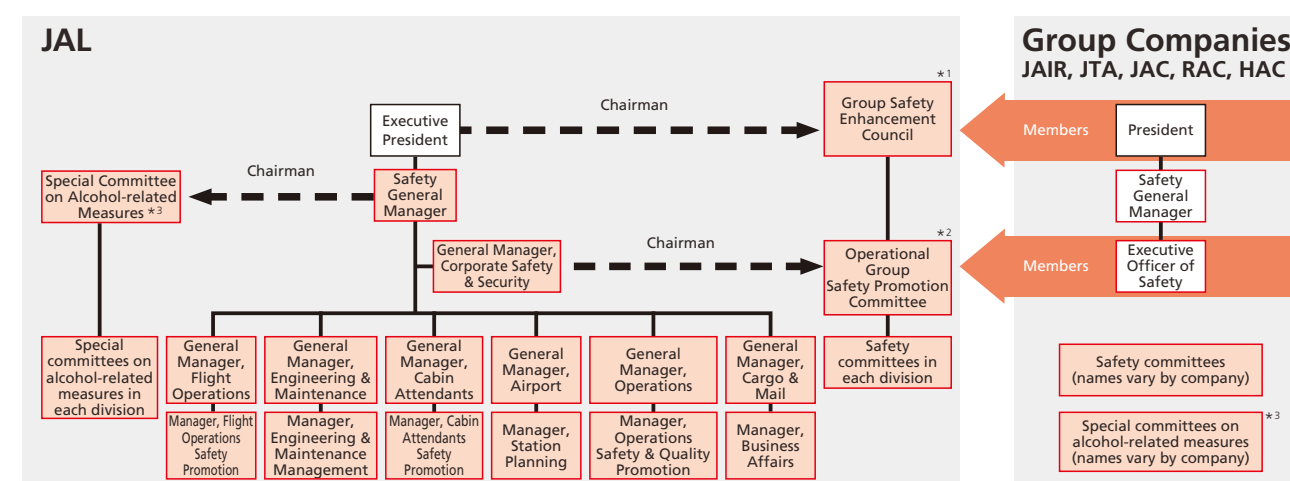 JAL
Group Companies
JAIR, JTA, JAC, RAC, HAC
*1
Executive
President
Chairman
Group Safety
Enhancement
Council
Members
President
Special Committee
on Alcohol-related
Measures *3
Chairman
Safety
General
Manager
Safety
General
Manager
*2
General Manager,
Corporate Safety
& Security
Chairman
Operational
Group
Safety Promotion
Committee
Members
Executive
Officer of
Safety
Special
committees on
alcohol-related
measures in
each division
General
Manager,
Flight
Operations
General
Manager,
Engineering &
Maintenance
General
Manager,
Cabin
Attendants
General
Manager,
Airport
General
Manager,
Operations
General
Manager,
Cargo &
Mail
Safety
committees in
each division
Safety committees
(names vary by company)
Manager, Flight
Operations
Safety
Promotion
Manager,
Engineering &
Maintenance
Management
Manager, Cabin
Attendants
Safety
Promotion
Manager,
Station
Planning
Manager,
Operations
Safety & Quality
Promotion
Manager,
Business
Affairs
*3
Special committees on
alcohol-related measures
(names vary by company)